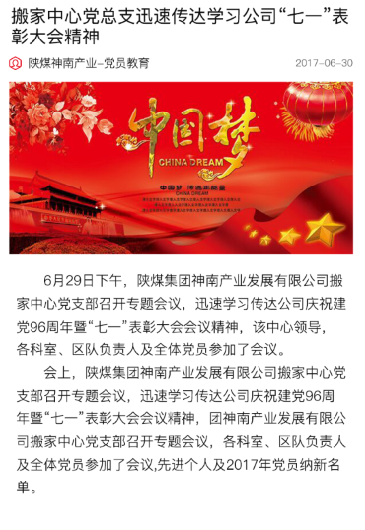 搬家中心党总支迅速传达学习公司“七一”表
彰大会精神
陕煤神南产业-党员教育
2017-06-30
中国梦
CHINA DREAM
6月29日下午，陕煤集团神南产业发展有限公司搬
家中心党支部召开专题会议，迅速学习传达公司庆祝建
党96周年暨“七一”表彰大会会议精神，该中心领导，
各科室、区队负责人及全体党员参加了会议。
会上，陕煤集团神南产业发展有限公司搬家中心党
支部召开专题会议，迅速学习传达公司庆祝建党96周
年暨“七一”表彰大会会议精神，团神南产业发展有限公
司搬家中心党支部召开专题会议，各科室、区队负责人
及全体党员参加了会议,先进个人及2017年党员纳新名
单。